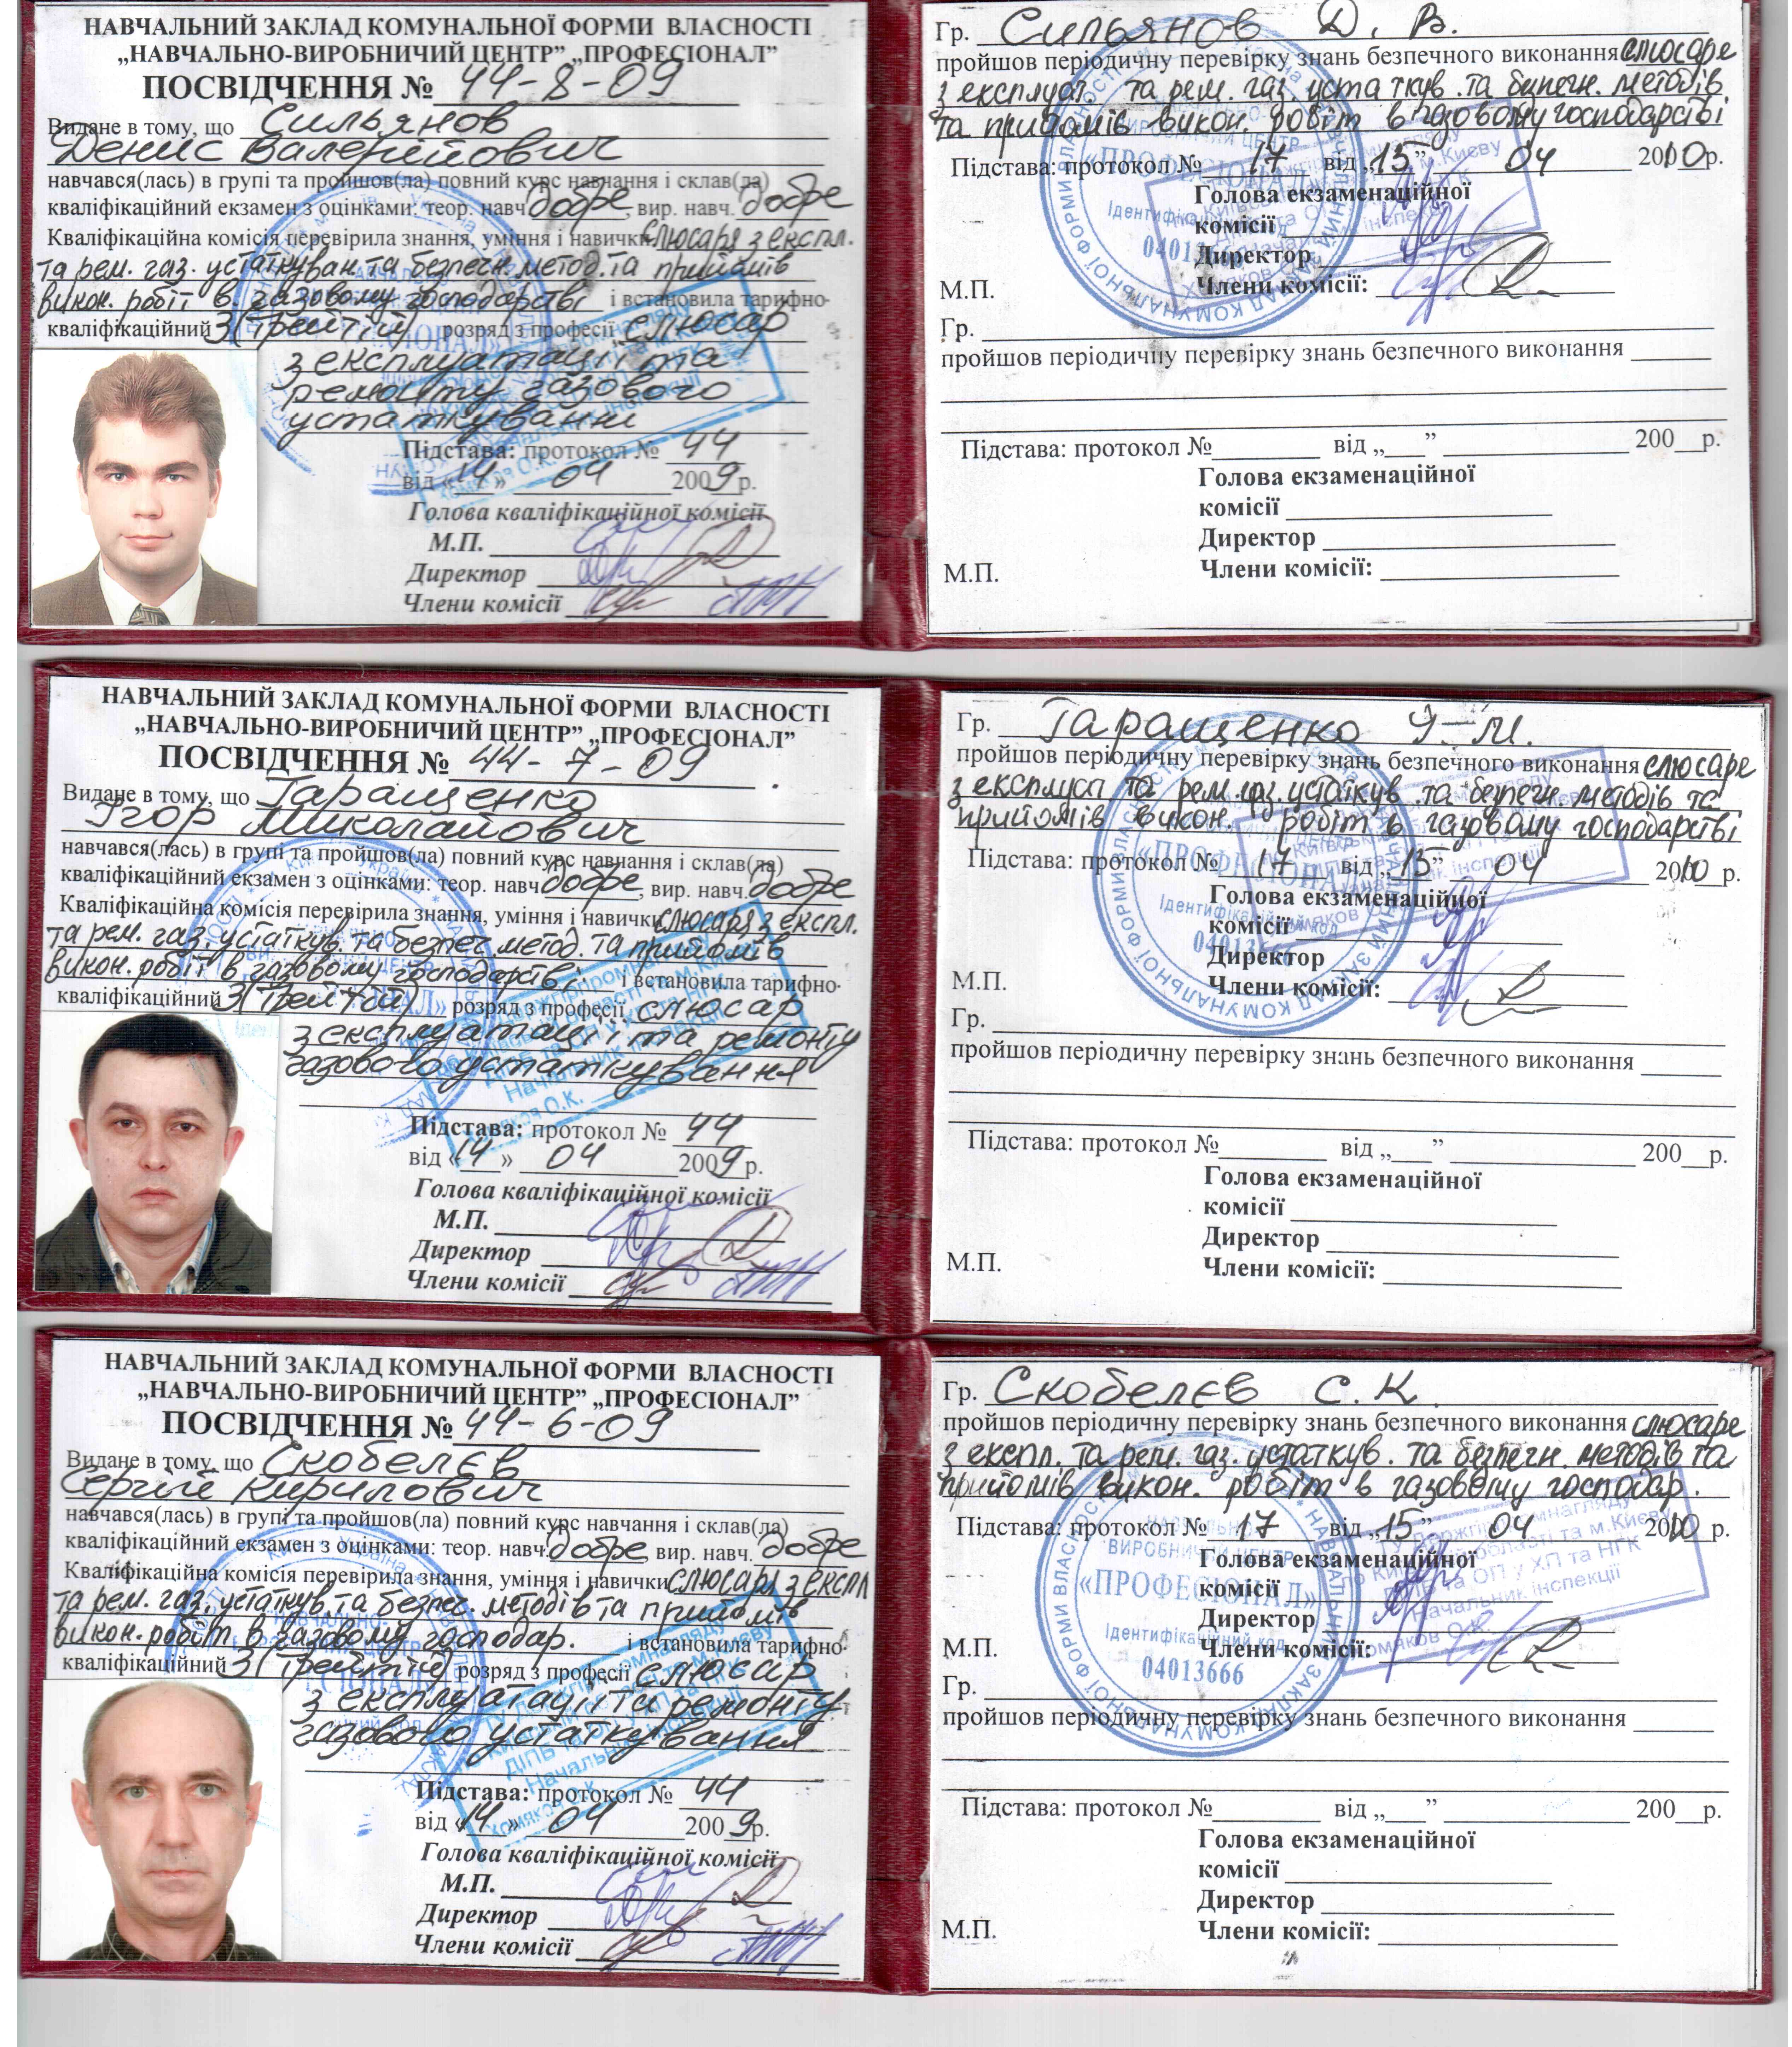 НАВЧАЛЬНИЙ ЗАКЛАД КОМУНАЛЬНОЇ ФОРМИ ВЛАСНОСТІ
„НАВЧАЛЬНО-ВИРОБНИЧИЙ ЦЕНТР” „ПРОФЕСІОНАЛ”
ПОСВІДЧЕННЯ № 44-8-09
Видане в тому, що Сильянов
Денис Валерійович
навчався(лась) в групі та пройшов(ла) повний курс навчання і склав(ла)
кваліфікаційний екзамен з оцінками: теор. навч. добре, вир. навч. добре
Кваліфікаційна комісія перевірила знання, уміння і навички слюсаря з експл.
та рем. газ. устаткуван. та безпечн. метод. та прийомів
викон. робіт в газовому господарстві і встановила тарифно-
кваліфікаційний 3(третій) розряд з професії слюсар
з експлуатації та
ремонту газового
устаткування
Підстава: протокол № 44
від «14» 04 2009р.
Голова кваліфікаційної комісії
М.П.
Директор
Члени комісії
Гр. Сильянов Д. В.
пройшов періодичну перевірку знань безпечного виконання слюсаре
з експлуат. та рем. газ. устаткув. та безпечн. методів
та прийомів викон. робіт в газовому господарстві
Підстава: протокол № 17 від „15” 04 2010р.
Голова екзаменаційної
комісії
Директор
М.П. Члени комісії:
Гр.
пройшов періодичну перевірку знань безпечного виконання
Підстава: протокол № від „ ” 200 р.
Голова екзаменаційної
комісії
Директор
М.П. Члени комісії:
НАВЧАЛЬНИЙ ЗАКЛАД КОМУНАЛЬНОЇ ФОРМИ ВЛАСНОСТІ
„НАВЧАЛЬНО-ВИРОБНИЧИЙ ЦЕНТР” „ПРОФЕСІОНАЛ”
ПОСВІДЧЕННЯ № 44-7-09
Видане в тому, що Таращенко
Ігор Миколайович
навчався(лась) в групі та пройшов(ла) повний курс навчання і склав(ла)
кваліфікаційний екзамен з оцінками: теор. навч. добре, вир. навч. добре
Кваліфікаційна комісія перевірила знання, уміння і навички слюсаря з експл.
та рем. газ. устаткув. та безпеч. метод. та прийомів
викон. робіт в газовому господарстві і встановила тарифно-
кваліфікаційний 3(третій) розряд з професії слюсар
з експлуатації та ремонту
газового устаткування
Підстава: протокол № 44
від «14» 04 2009р.
Голова кваліфікаційної комісії
М.П.
Директор
Члени комісії
Гр. Таращенко І. М.
пройшов періодичну перевірку знань безпечного виконання слюсаре
з експлуат та рем. газ. устаткув. та безпечн. методів та
прийомів викон. робіт в газовому господарстві
Підстава: протокол № 17 від „15” 04 2010 р.
Голова екзаменаційної
комісії
Директор
М.П. Члени комісії:
Гр.
пройшов періодичну перевірку знань безпечного виконання
Підстава: протокол № від „ ” 200 р.
Голова екзаменаційної
комісії
Директор
М.П. Члени комісії:
НАВЧАЛЬНИЙ ЗАКЛАД КОМУНАЛЬНОЇ ФОРМИ ВЛАСНОСТІ
„НАВЧАЛЬНО-ВИРОБНИЧИЙ ЦЕНТР” „ПРОФЕСІОНАЛ”
ПОСВІДЧЕННЯ № 44-6-09
Видане в тому, що Скобелєв
Сергій Кирилович
навчався(лась) в групі та пройшов(ла) повний курс навчання і склав(ла)
кваліфікаційний екзамен з оцінками: теор. навч. добре, вир. навч. добре
Кваліфікаційна комісія перевірила знання, уміння і навички слюсаря з експл
та рем. газ. устаткув. та безпеч. методів та прийомів
викон. робіт. в газовому господар. і встановила тарифно-
кваліфікаційний 3(третій) розряд з професії слюсар
з експлуатації та ремонту
газового устаткування
Підстава: протокол № 44
від «14» 04 2009р.
Голова кваліфікаційної комісії
М.П.
Директор
Члени комісії
Гр. Скобелєв С. К.
пройшов періодичну перевірку знань безпечного виконання слюсаре
з експл. та рем. газ. устаткув. та безпечн. методів та
прийомів викон. робіт в газовому господар.
Підстава: протокол № 17 від „15” 04 2010 р.
Голова екзаменаційної
комісії
Директор
М.П. Члени комісії:
НАВЧАЛЬНО-
ВИРОБНИЧИЙ ЦЕНТР
«ПРОФЕСІОНАЛ»
Ідентифікаційний код
04013666
Гр.
пройшов періодичну перевірку знань безпечного виконання
Підстава: протокол № від „ ” 200 р.
Голова екзаменаційної
комісії
Директор
М.П. Члени комісії: